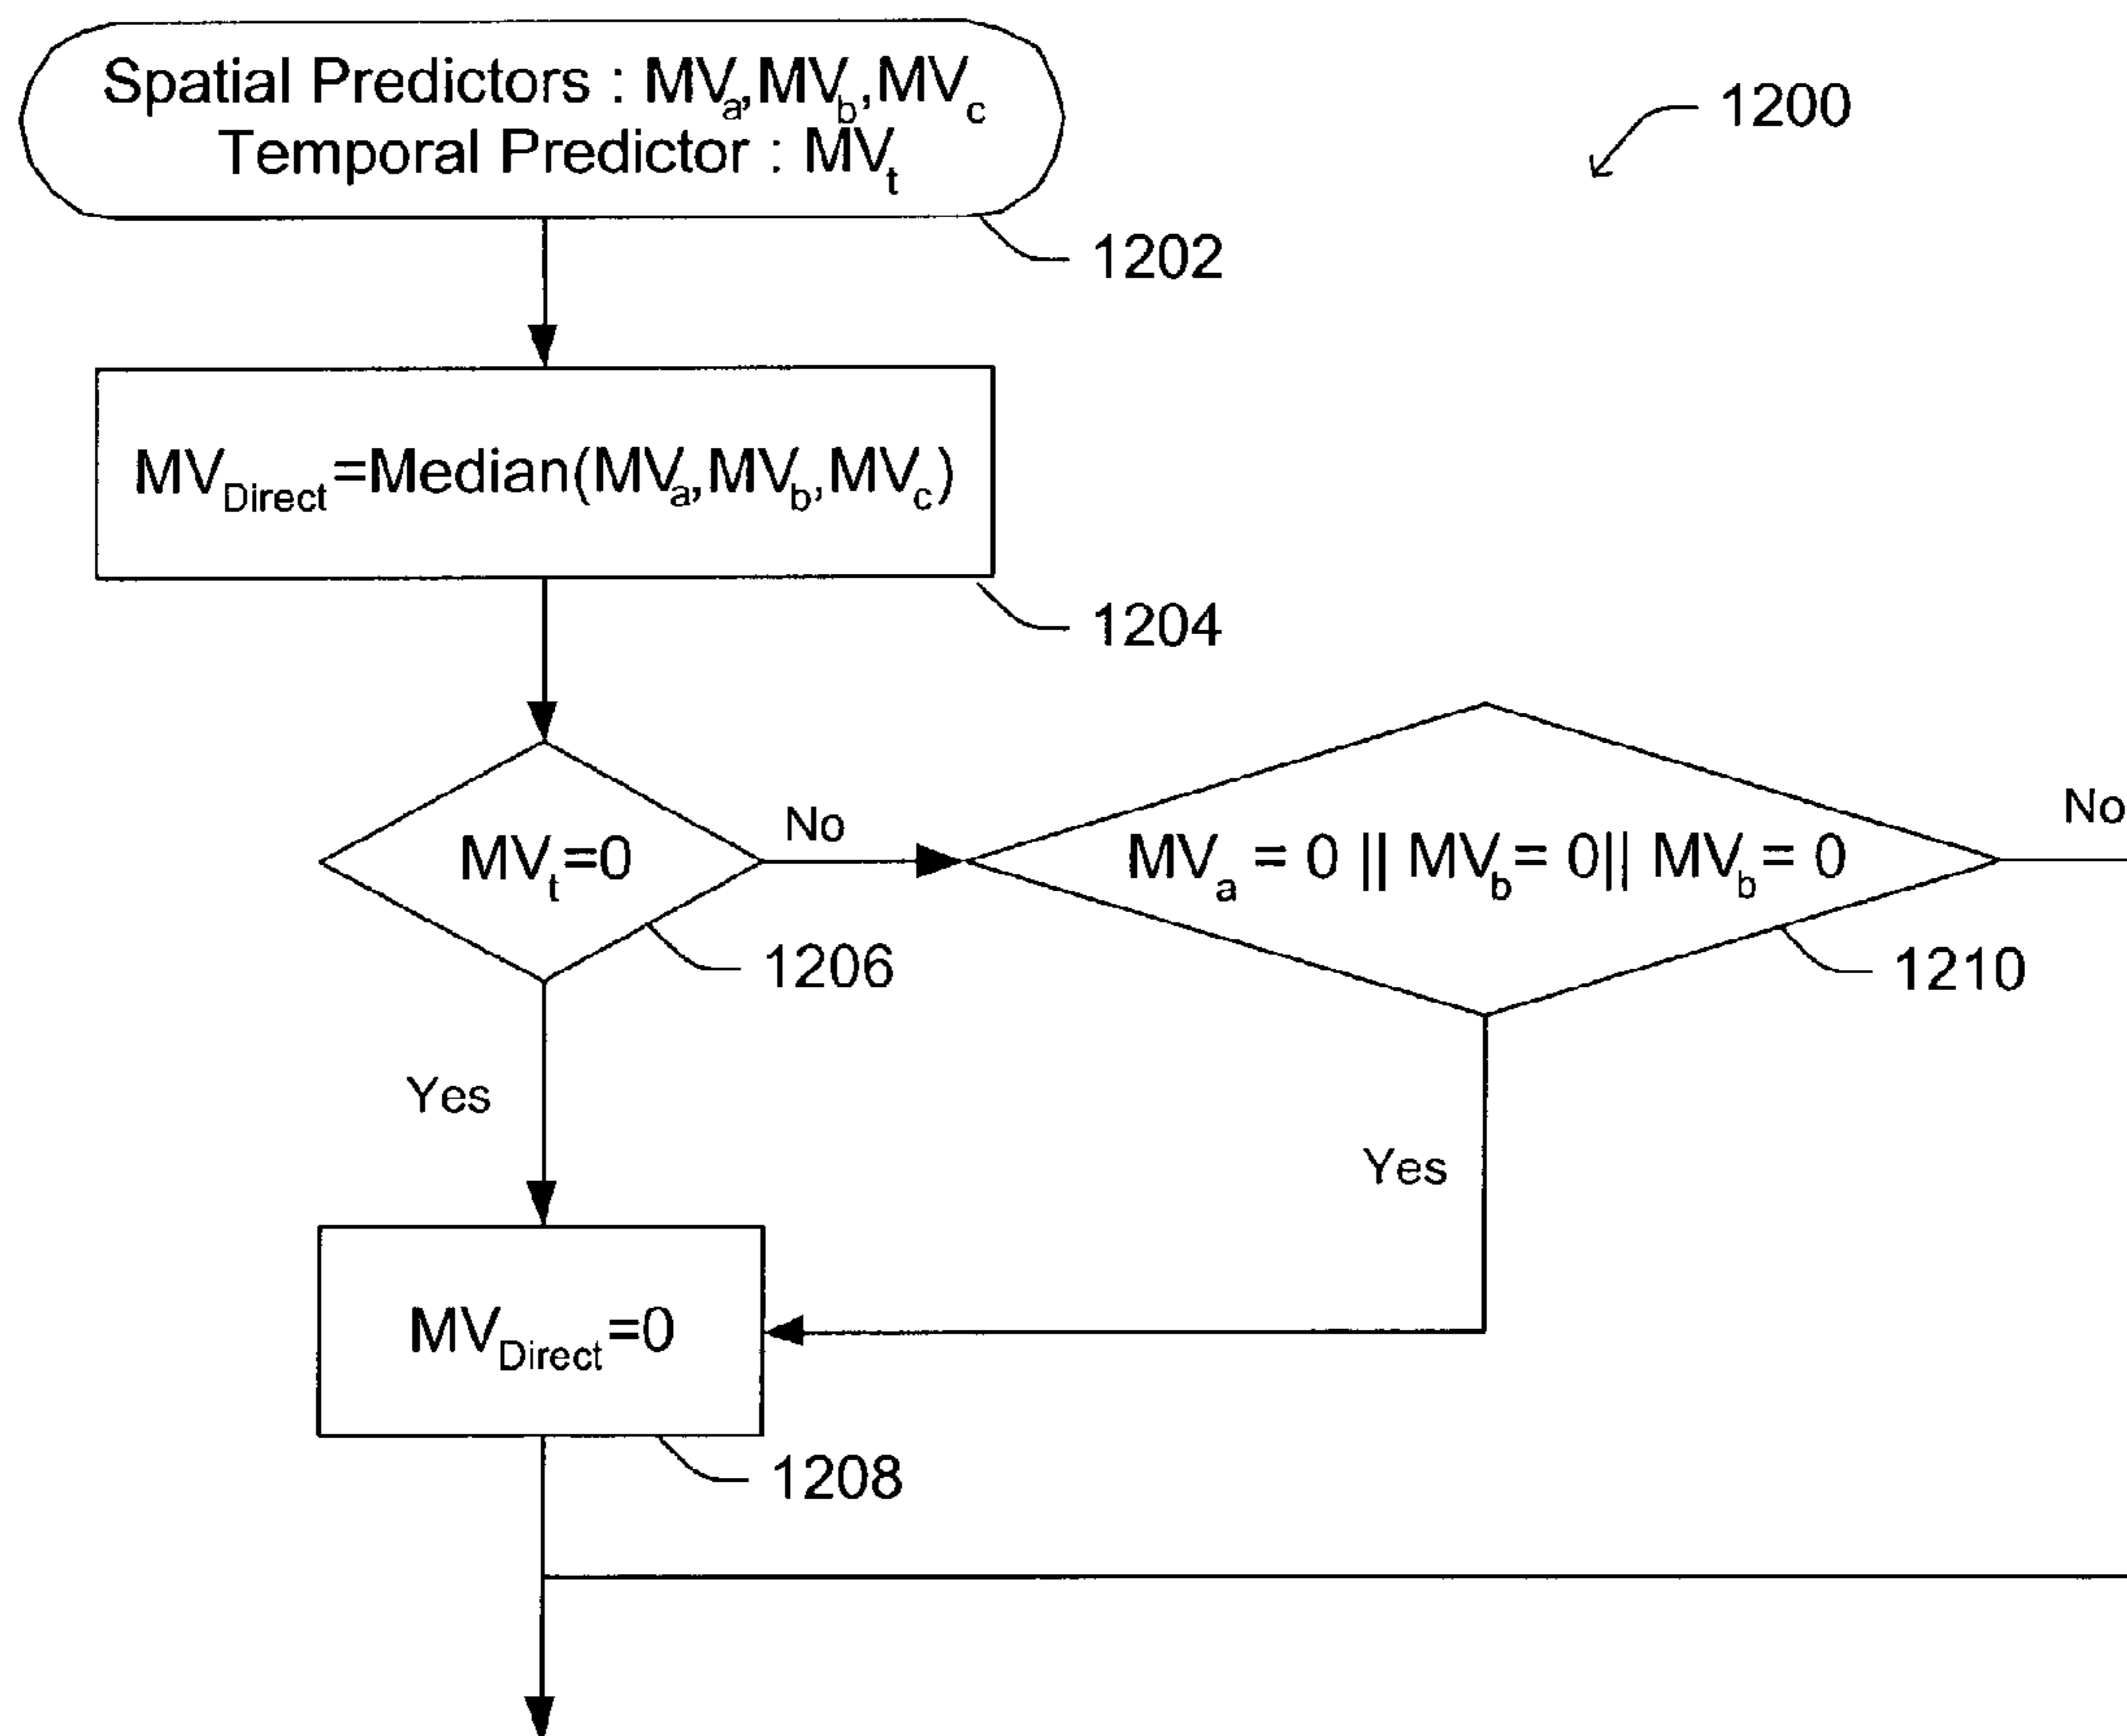 Spatial Predictors : MVa,MVb,MVc
Temporal Predictor : MVt
1200
1202
MVDirect=Median(MVa,MVb,MVc)
1204
MVt=0
No
MVa = 0 || MVb= 0|| MVb= 0
No
1206
1210
Yes
Yes
MVDirect=0
1208